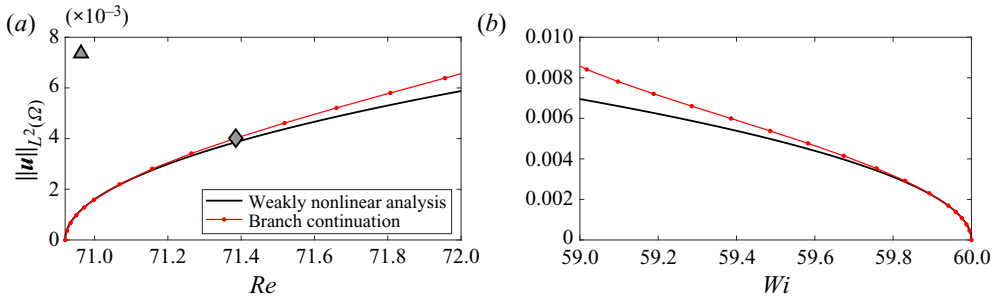 (a) (×10⁻³) (b)
8
6
4
2
0
||u||L²(Ω)
71.0 71.2 71.4 71.6 71.8 72.0
Re
Weakly nonlinear analysis
Branch continuation
0.010
0.008
0.006
0.004
0.002
0
59.0 59.2 59.4 59.6 59.8 60.0
Wi